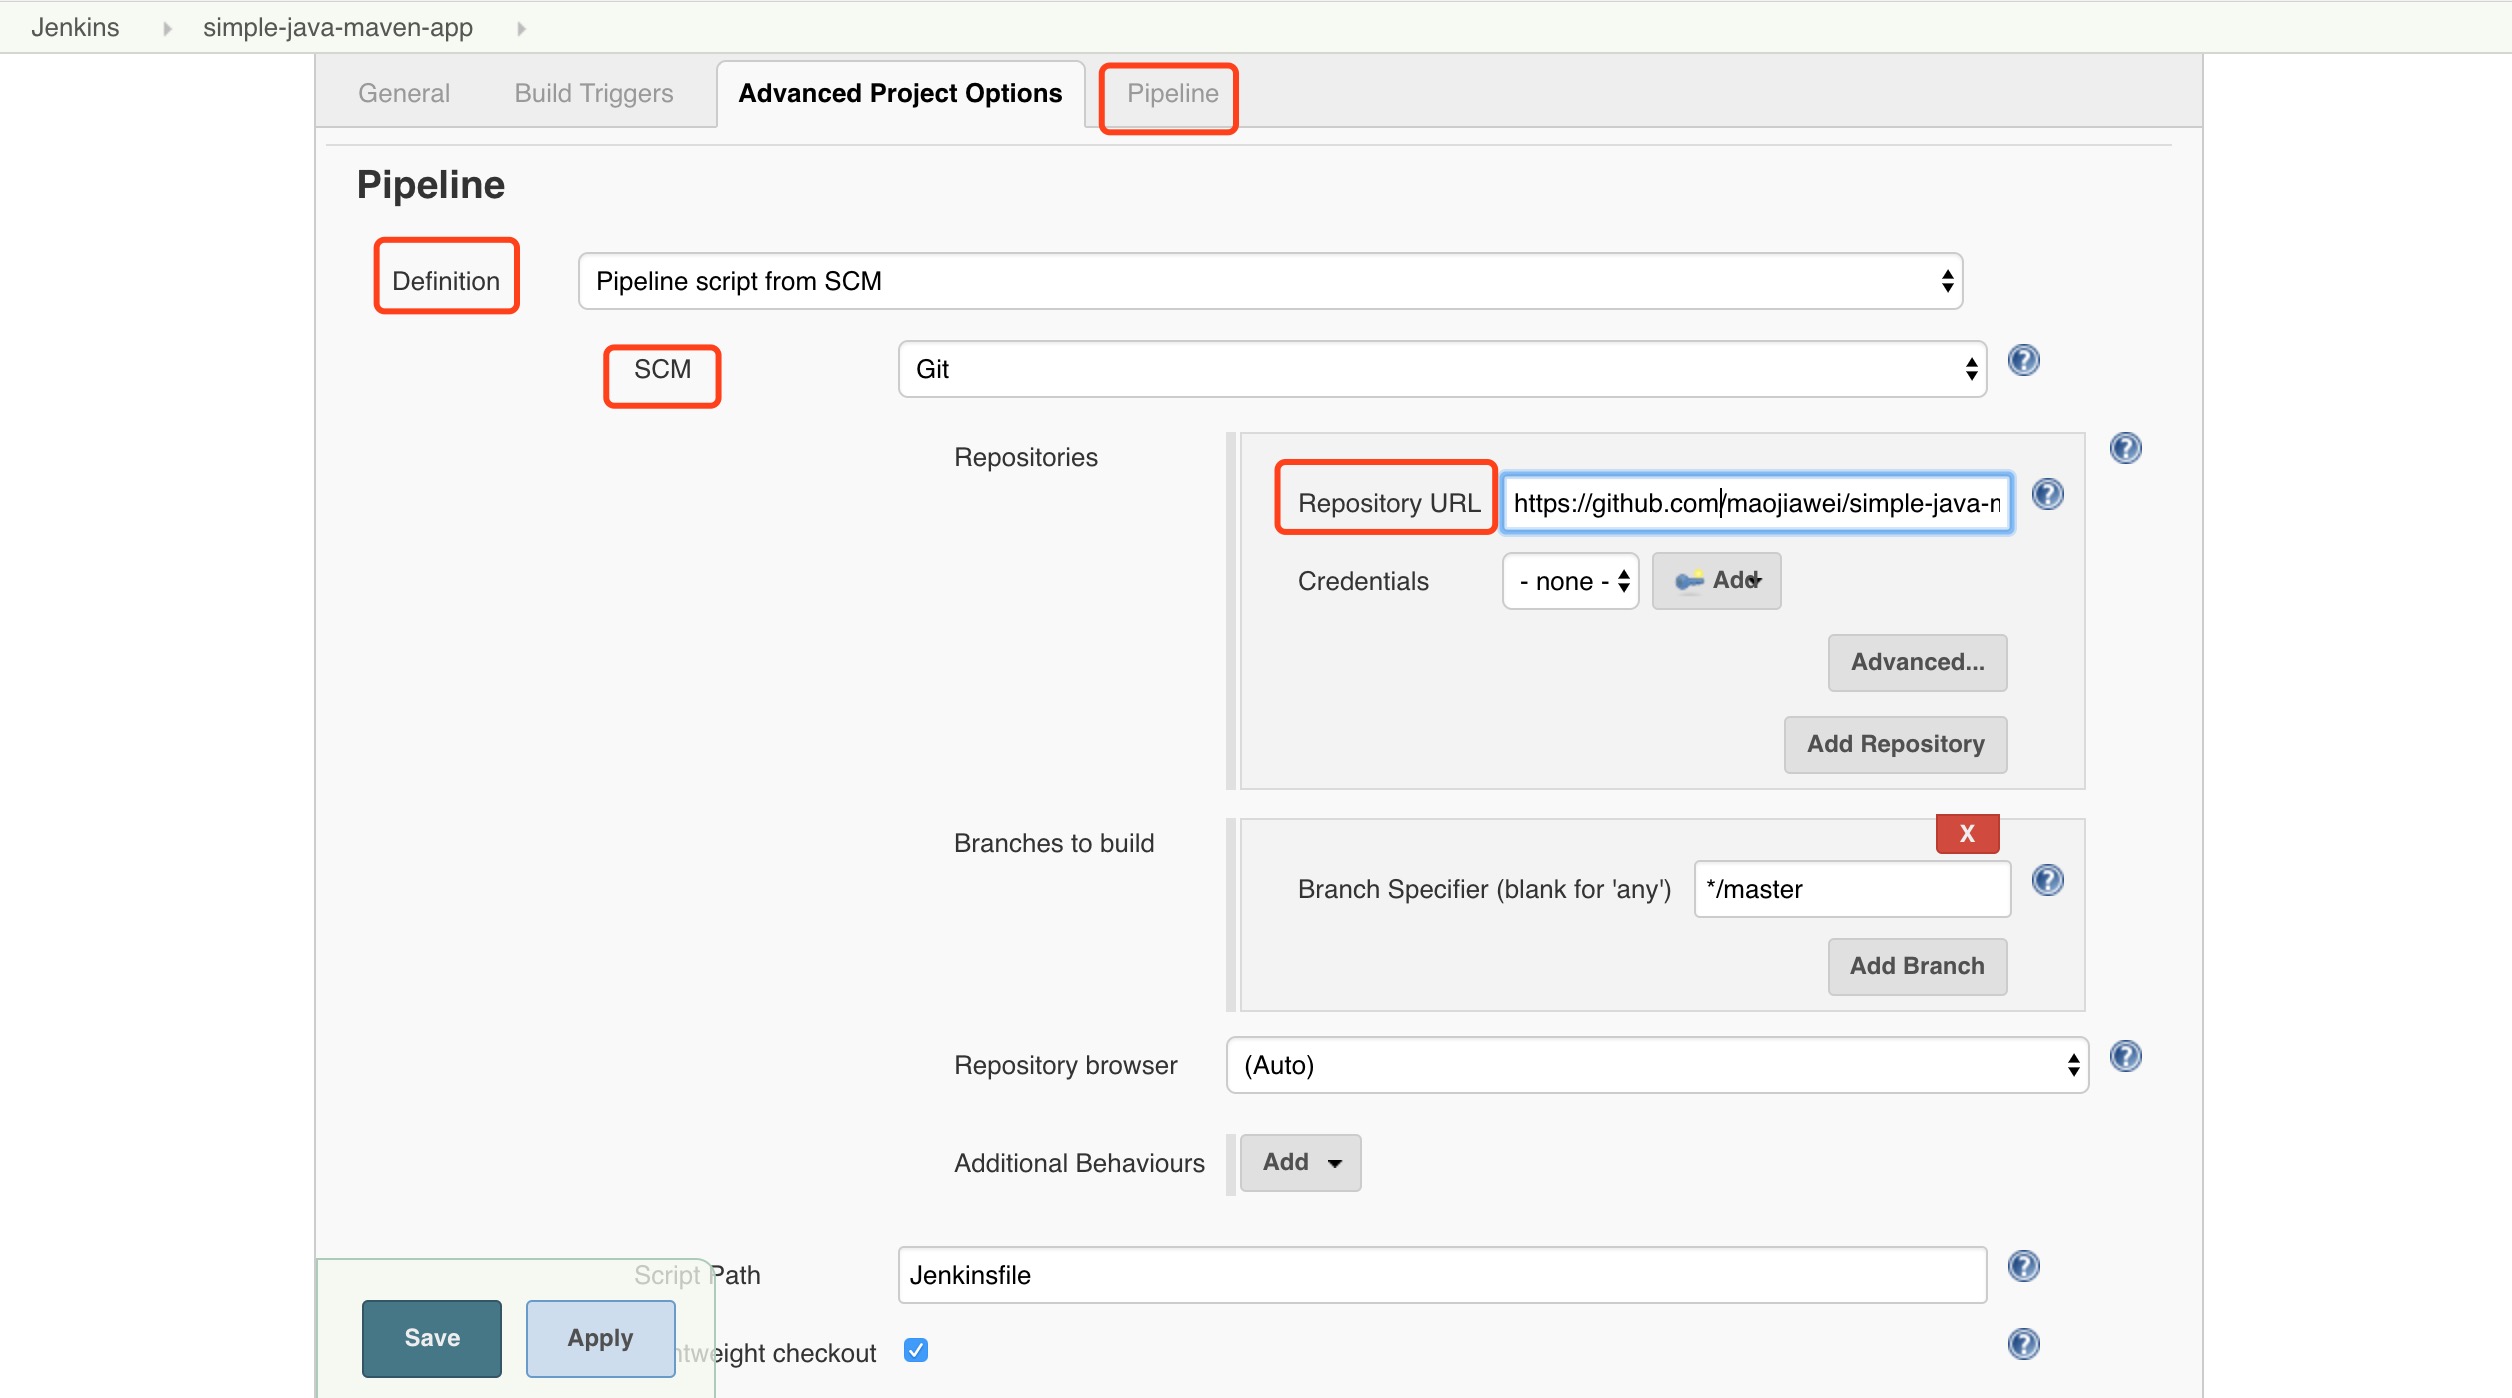 Jenkins simple-java-maven-app
General Build Triggers Advanced Project Options Pipeline
Pipeline
Definition Pipeline script from SCM
SCM Git
Repositories
Repository URL https://github.com/maojiawei/simple-java-
Credentials - none - Add
Advanced...
Add Repository
Branches to build
X
Branch Specifier (blank for 'any') */master
Add Branch
Repository browser (Auto)
Additional Behaviours Add
Script Path Jenkinsfile
Save Apply
checkout